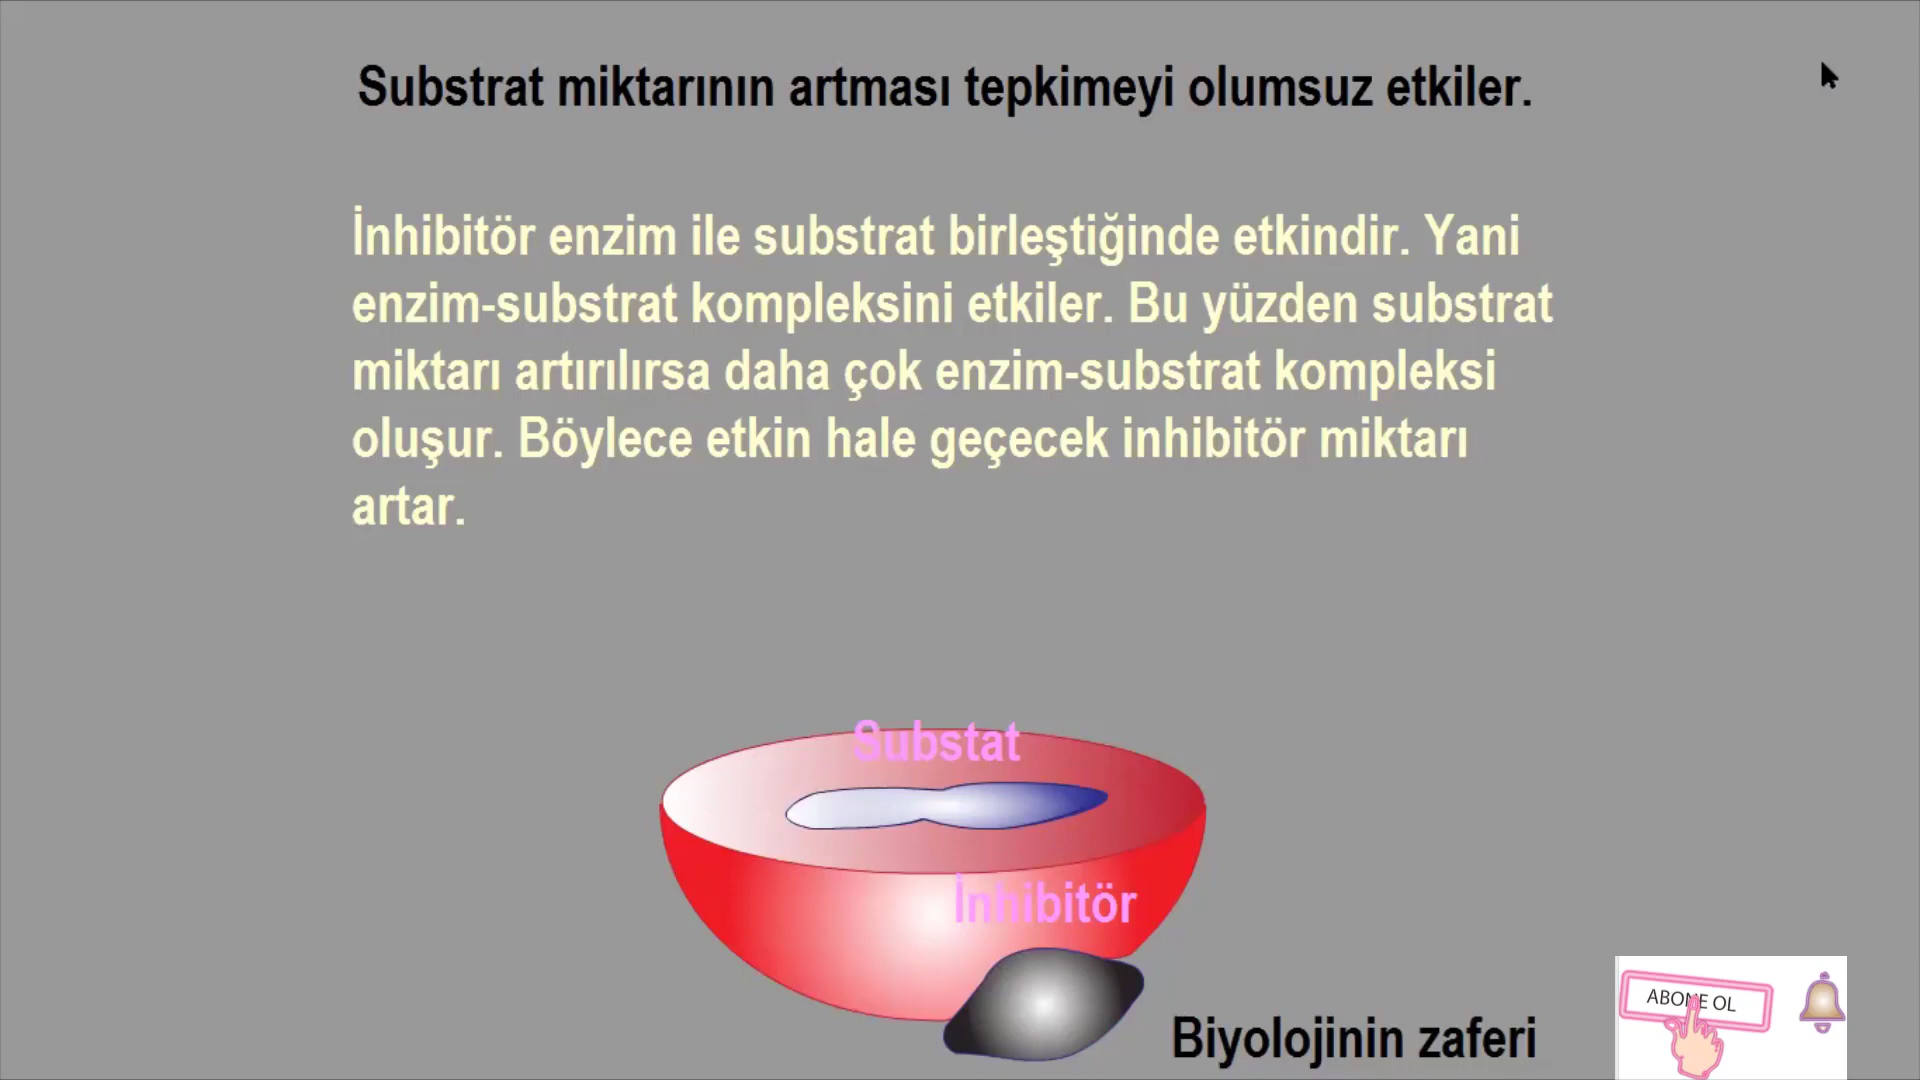 Substrat miktarının artması tepkimeyi olumsuz etkiler.
İnhibitör enzim ile substrat birleştiğinde etkindir. Yani
enzim-substrat kompleksini etkiler. Bu yüzden substrat
miktarı artırılırsa daha çok enzim-substrat kompleksi
oluşur. Böylece etkin hale geçecek inhibitör miktarı
artar.
Substat
İnhibitör
Biyolojinin zaferi
ABONE OL